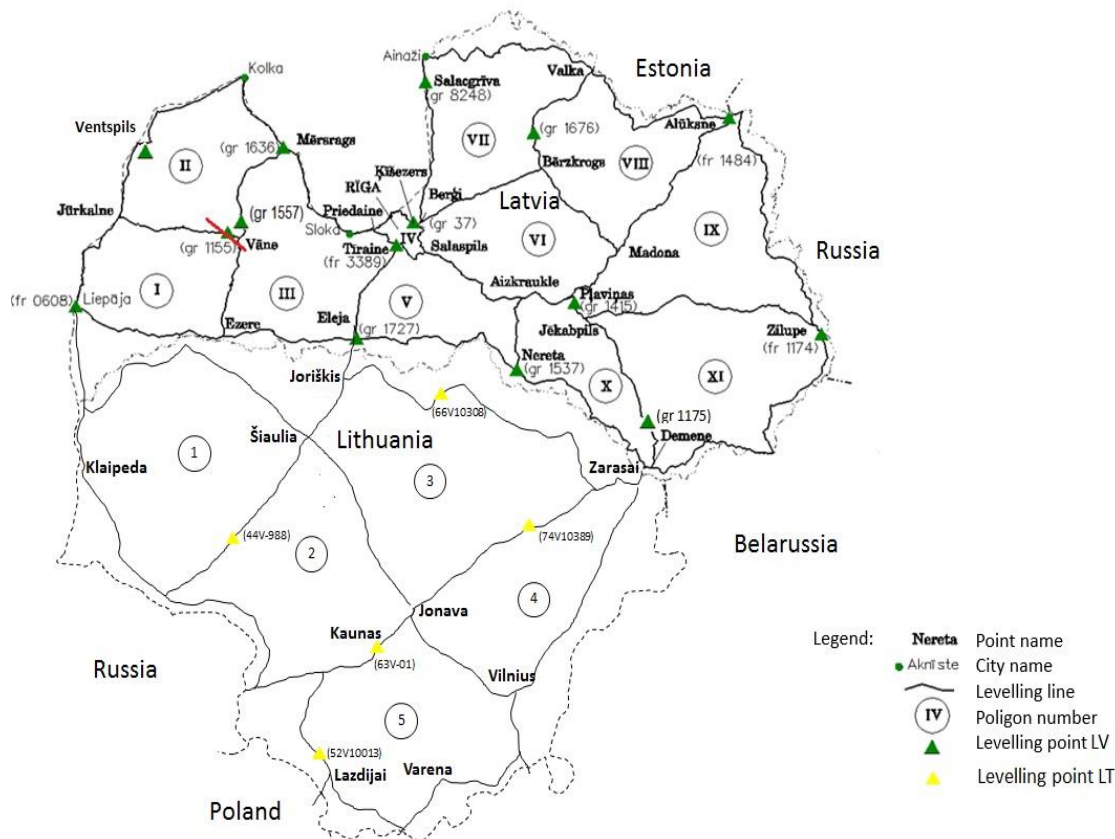 Ainaži
Kolka
Valka
Estonia
Salacgrīva
(gr 8248)
Ventspils
Alūksne
(gr 1676)
VII
Mērsrags
(gr 1636)
II
VIII
(fr 1484)
Ķīšezers
Bērzkrogs
RĪGA
Berģi
Latvia
Jūrkalne
Priedaine
(gr 1557)
(gr 37)
IX
Sloka
IV
VI
Russia
(gr 1155)
Vāne
Tīraine
Salaspils
Madona
(fr 3389)
Aizkraukle
I
III
Pļaviņas
(fr 0608)
Liepāja
V
(gr 1415)
Ezere
Eleja
Jēkabpils
Zilupe
(gr 1727)
(fr 1174)
Nereta
(gr 1537)
Joriškis
X
XI
(66V10308)
(gr 1175)
Šiaulia
Lithuania
Demene
1
Klaipeda
Zarasai
3
(44V-988)
(74V10389)
2
Belarussia
4
Jonava
Kaunas
Legend:
Nereta
Point name
(63V-01)
Russia
Aknīste
City name
Vilnius
Levelling line
IV
Poligon number
5
Levelling point LV
(52V10013)
Lazdijai
Varena
Levelling point LT
Poland